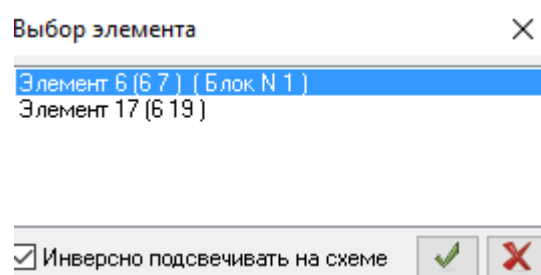 Выбор элемента
Элемент 6 (6 7 ) ( Блок N 1 )
Элемент 17 (6 19 )
Инверсно подсвечивать на схеме